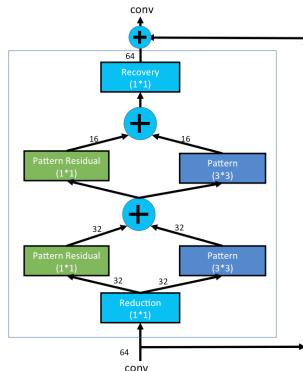 conv
+
64
Recovery
(1*1)
+
16 16
Pattern Residual
(1*1)
Pattern
(3*3)
+
32 32
Pattern Residual
(1*1)
Pattern
(3*3)
32 32
Reduction
(1*1)
64
conv